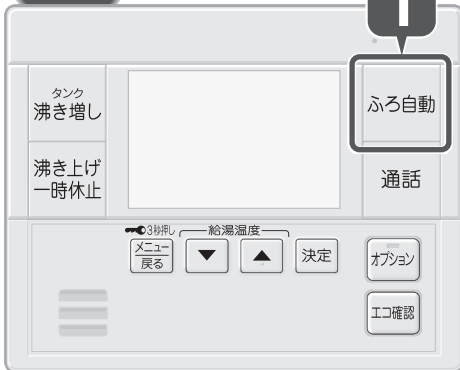 1
タンク
沸き増し
ふろ自動
沸き上げ
一時休止
通話
3秒押し
給湯温度
メニュー
戻る
▼
▲
決定
オプション
エコ確認